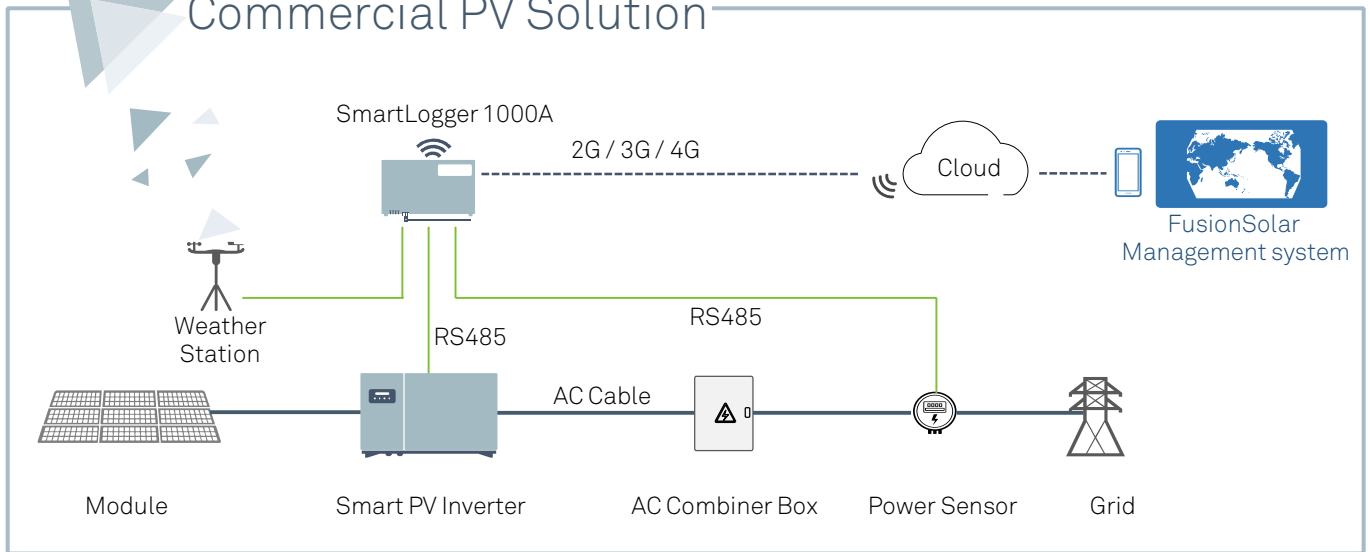 Commercial PV Solution
SmartLogger 1000A
2G / 3G / 4G
Cloud
FusionSolar
Management system
Weather
Station
RS485
RS485
AC Cable
Module
Smart PV Inverter
AC Combiner Box
Power Sensor
Grid